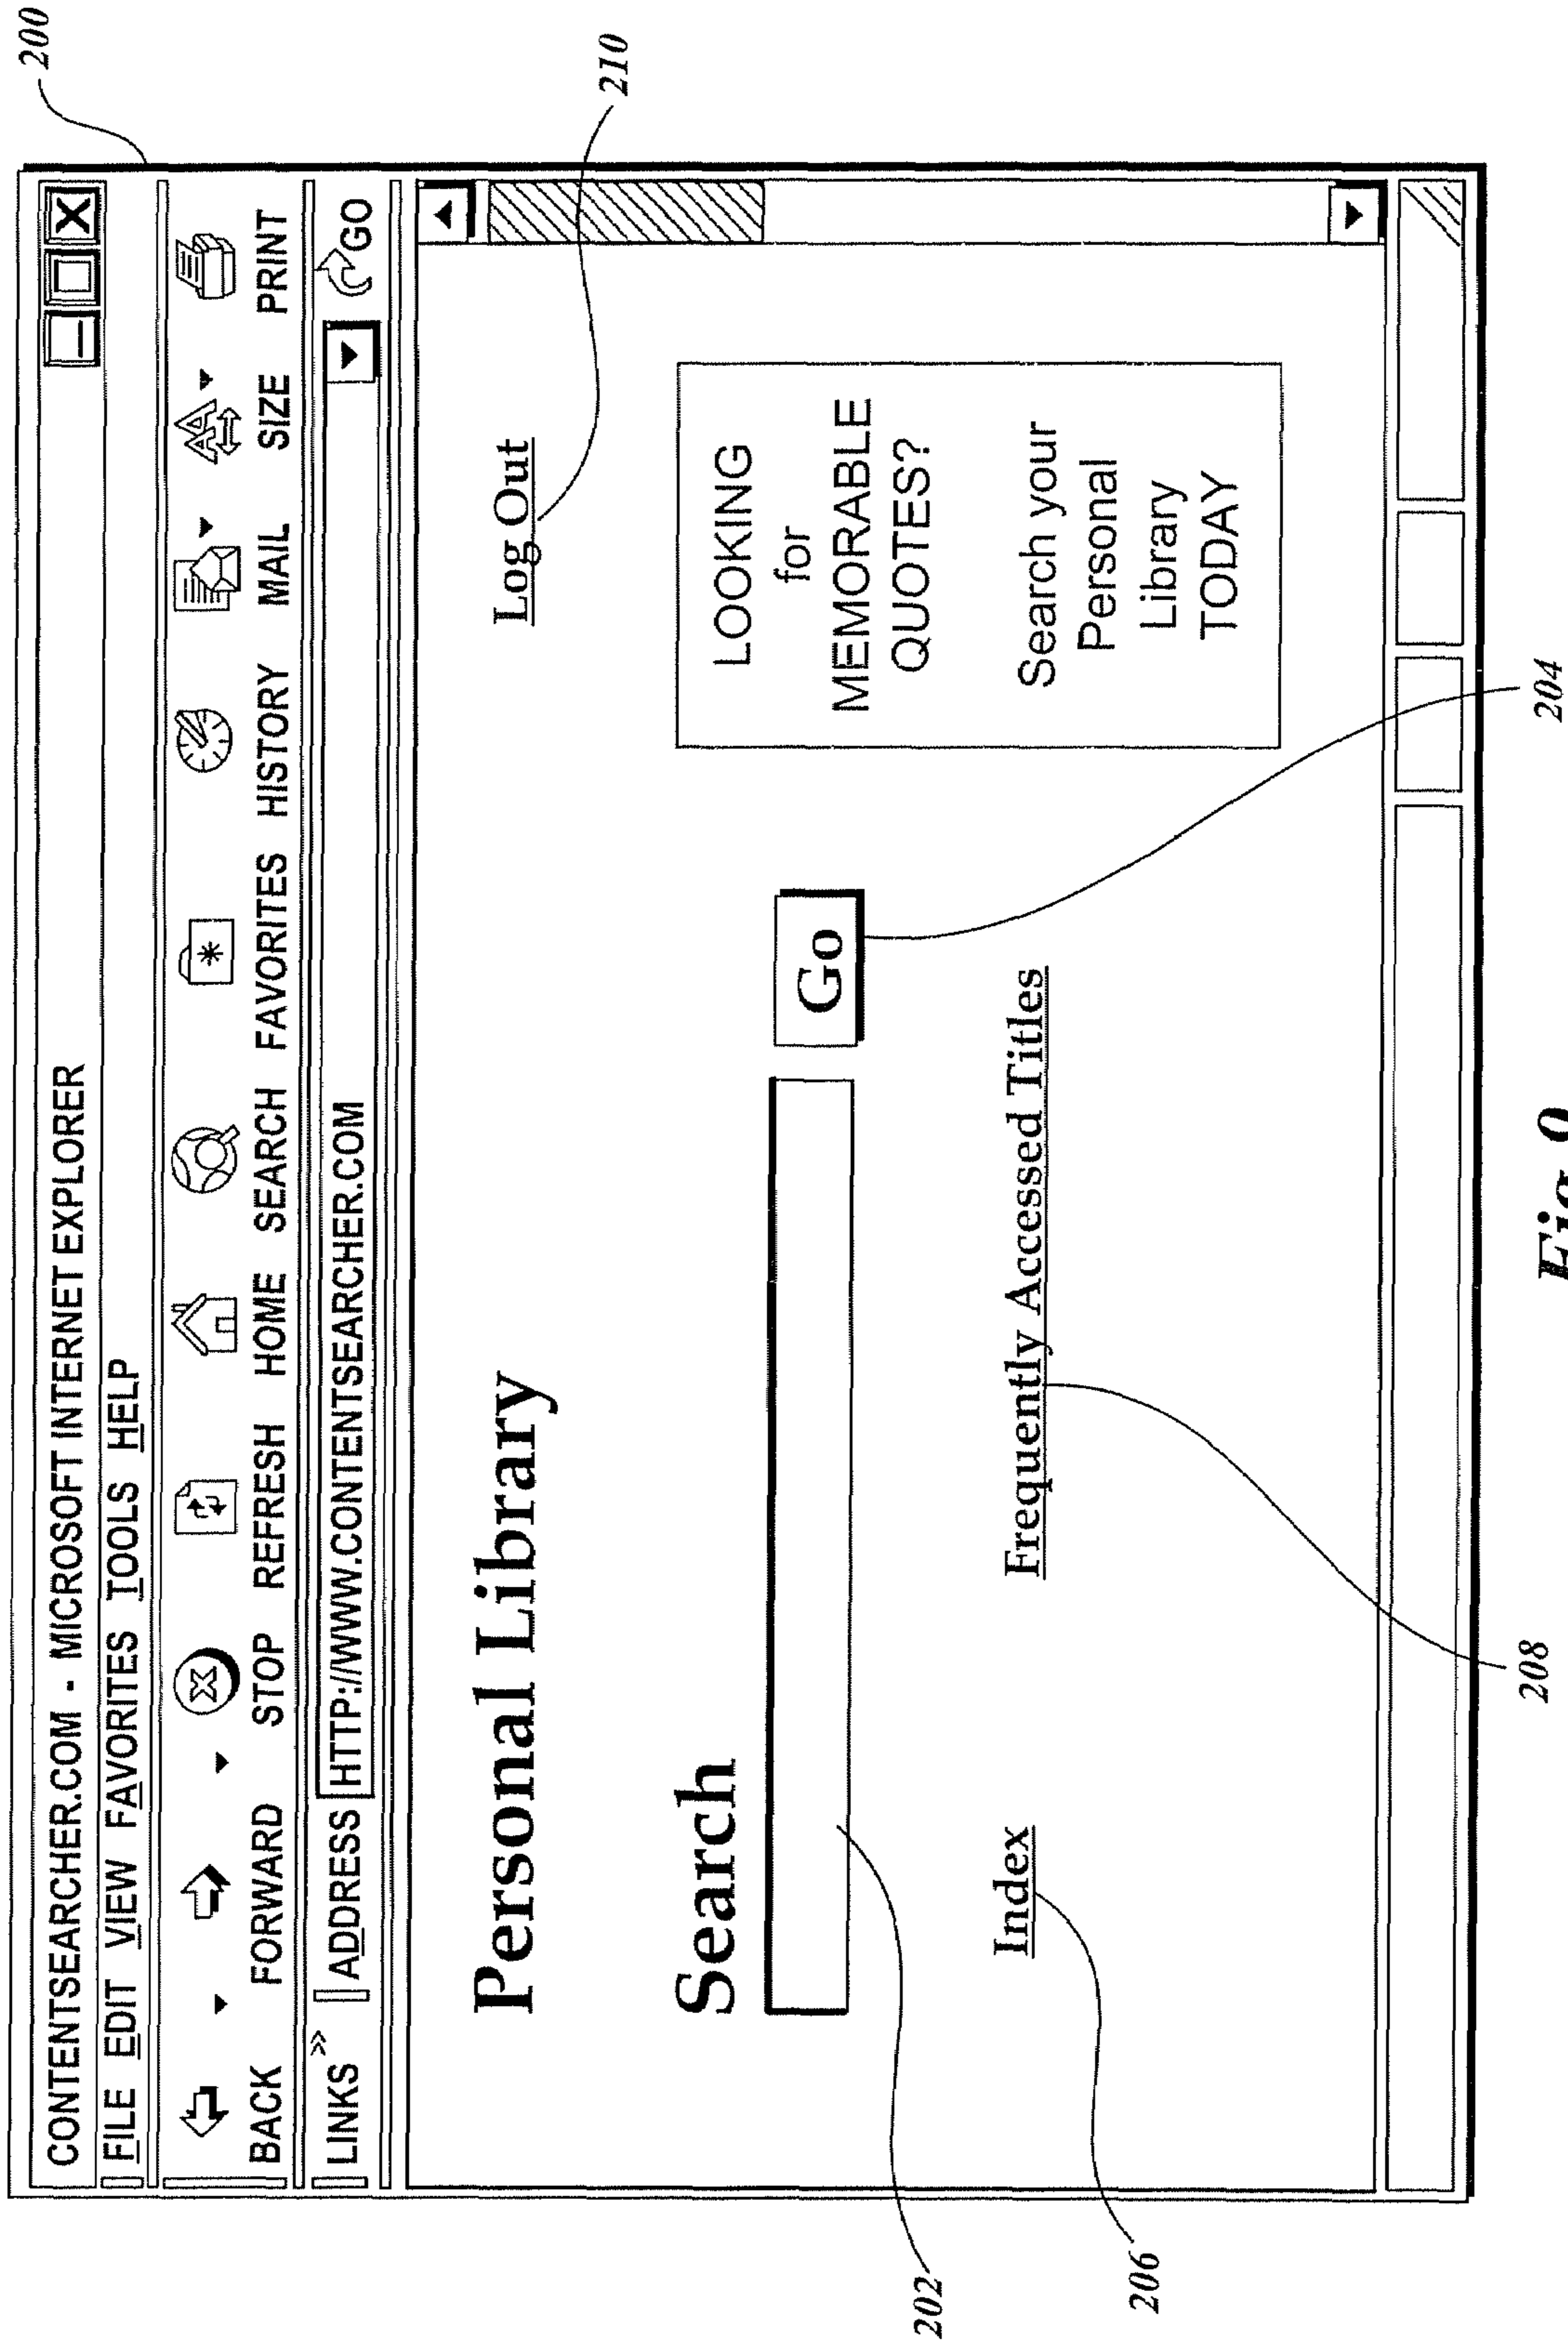 200
CONTENTSEARCHER.COM - MICROSOFT INTERNET EXPLORER
FILE EDIT VIEW FAVORITES TOOLS HELP
BACK FORWARD STOP REFRESH HOME SEARCH FAVORITES HISTORY MAIL SIZE PRINT
LINKS » ADDRESS HTTP://WWW.CONTENTSEARCHER.COM GO
Personal Library
Log Out
210
Search
Go
LOOKING
for
MEMORABLE
QUOTES?
Search your
Personal
Library
TODAY
202
Index
Frequently Accessed Titles
206
208
204